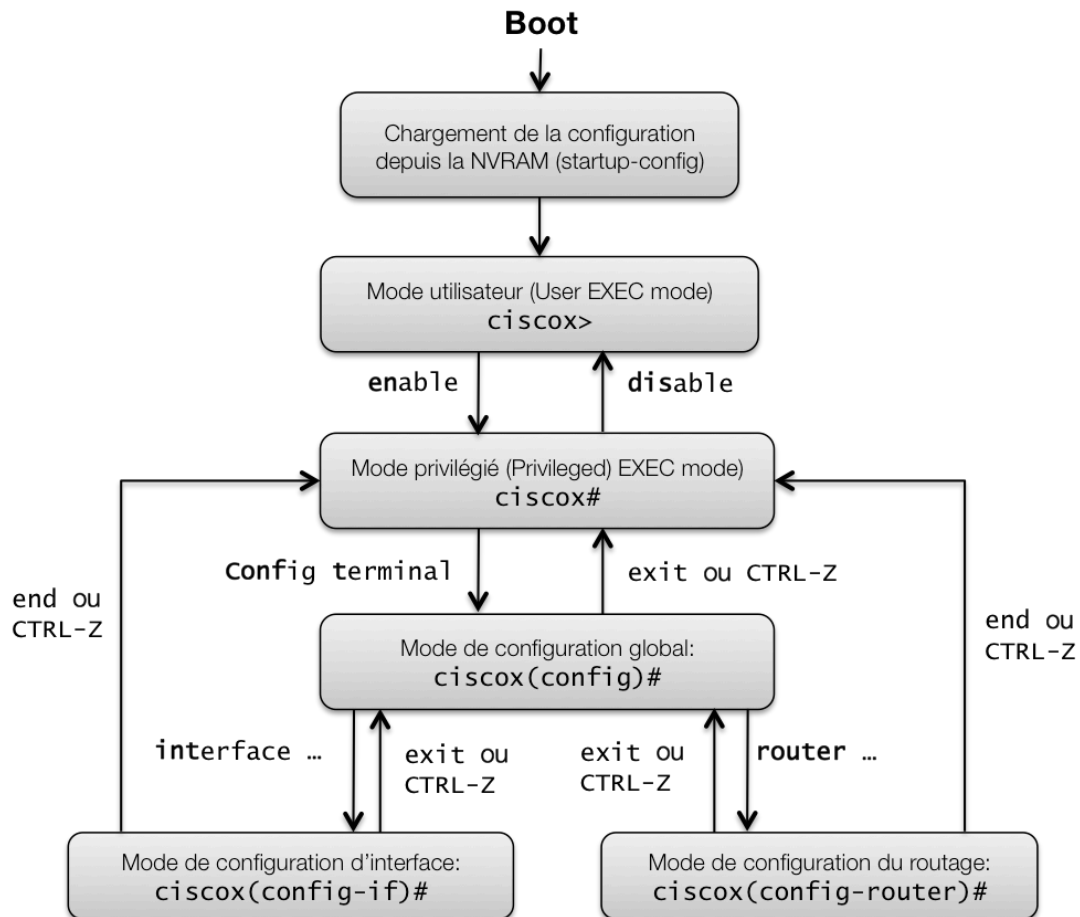 Boot
Chargement de la configuration
depuis la NVRAM (startup-config)
Mode utilisateur (User EXEC mode)
ciscox>
enable
disable
Mode privilégié (Privileged) EXEC mode)
ciscox#
Config terminal
exit ou CTRL-Z
end ou
CTRL-Z
end ou
CTRL-Z
Mode de configuration global:
ciscox(config)#
interface …
exit ou
CTRL-Z
exit ou
CTRL-Z
router …
Mode de configuration d’interface:
ciscox(config-if)#
Mode de configuration du routage:
ciscox(config-router)#